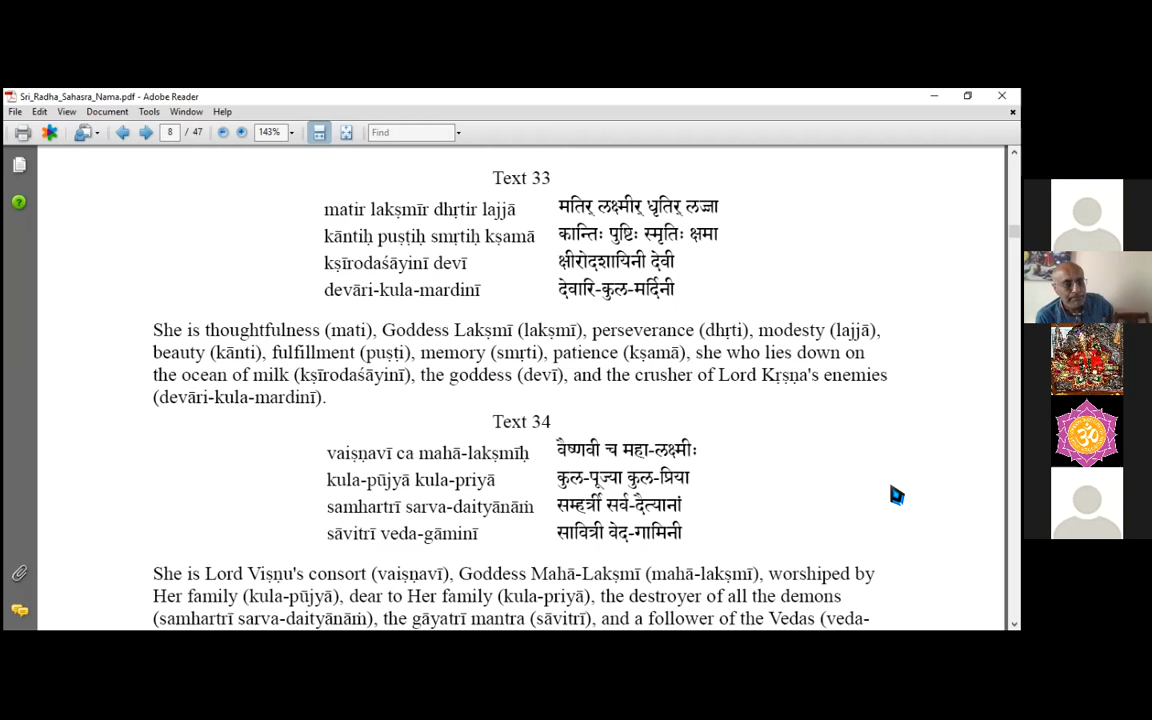 Sri_Radha_Sahasra_Nama.pdf - Adobe Reader
File Edit View Document Tools Window Help
8 / 47 143% Find
Text 33
matir lakṣmīr dhṛtir lajjā मतिर् लक्ष्मीर् धृतिर् लज्जा
kāntiḥ puṣṭiḥ smṛtiḥ kṣamā कान्तिः पुष्टिः स्मृतिः क्षमा
kṣīrodaśāyinī devī क्षीरोदशायिनी देवी
devāri-kula-mardinī देवारि-कुल-मर्दिनी
She is thoughtfulness (mati), Goddess Lakṣmī (lakṣmī), perseverance (dhṛti), modesty (lajjā),
beauty (kānti), fulfillment (puṣṭi), memory (smṛti), patience (kṣamā), she who lies down on
the ocean of milk (kṣīrodaśāyinī), the goddess (devī), and the crusher of Lord Kṛṣṇa's enemies
(devāri-kula-mardinī).
Text 34
vaiṣṇavī ca mahā-lakṣmīḥ वैष्णवी च महा-लक्ष्मीः
kula-pūjyā kula-priyā कुल-पूज्या कुल-प्रिया
samhartrī sarva-daityānāṁ सम्हर्त्री सर्व-दैत्यानां
sāvitrī veda-gāminī सावित्री वेद-गामिनी
She is Lord Viṣṇu's consort (vaiṣṇavī), Goddess Mahā-Lakṣmī (mahā-lakṣmī), worshiped by
Her family (kula-pūjyā), dear to Her family (kula-priyā), the destroyer of all the demons
(samhartrī sarva-daityānāṁ), the gāyatrī mantra (sāvitrī), and a follower of the Vedas (veda-
ॐ